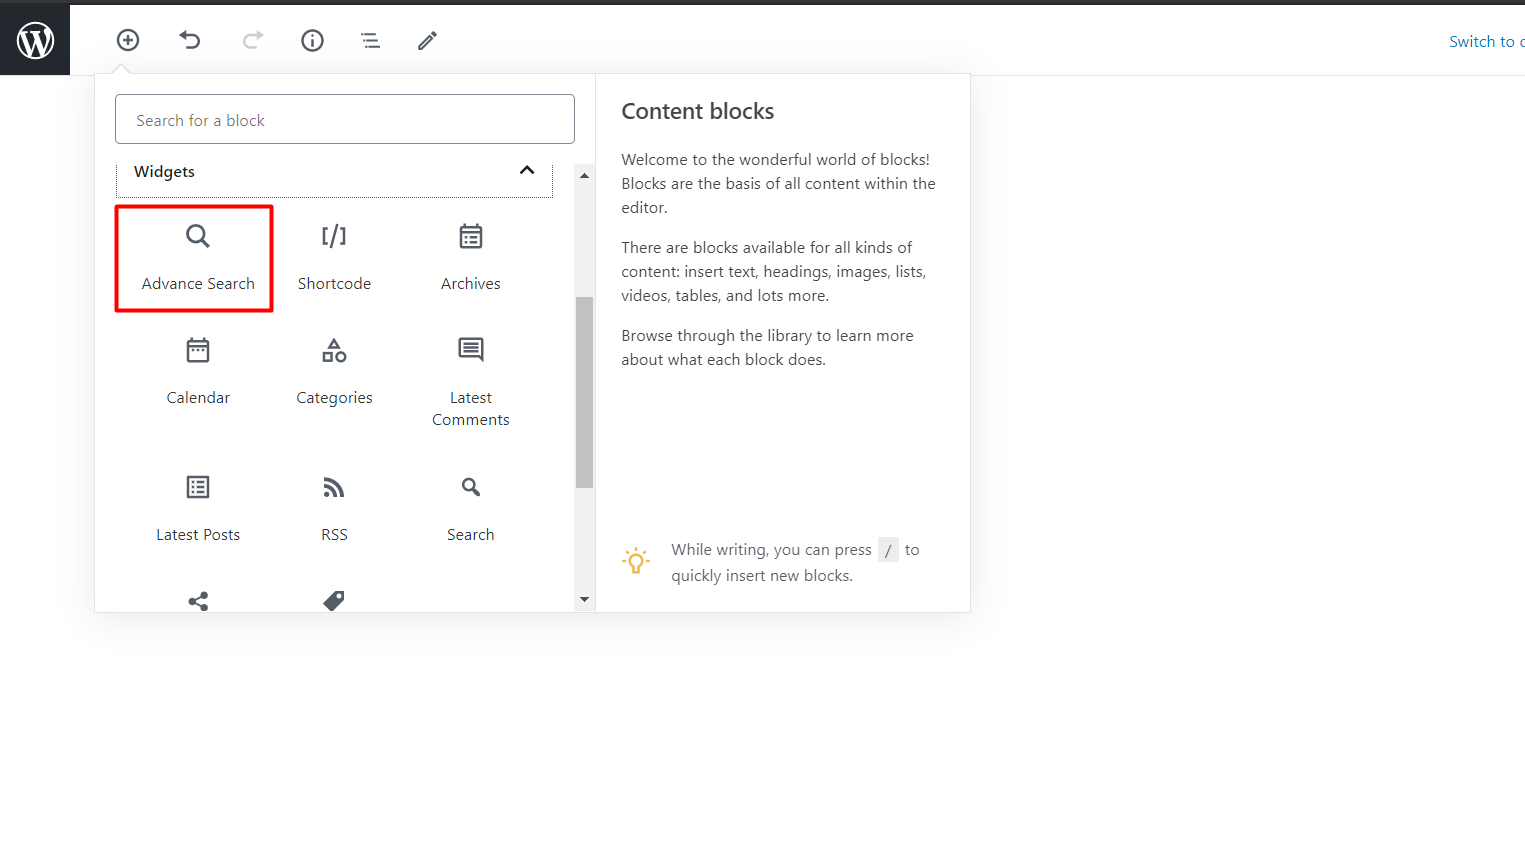 Switch to
Search for a block
Widgets
Advance Search
Shortcode
Archives
Calendar
Categories
Latest
Comments
Latest Posts
RSS
Search
Content blocks
Welcome to the wonderful world of blocks!
Blocks are the basis of all content within the
editor.
There are blocks available for all kinds of
content: insert text, headings, images, lists,
videos, tables, and lots more.
Browse through the library to learn more
about what each block does.
While writing, you can press / to
quickly insert new blocks.